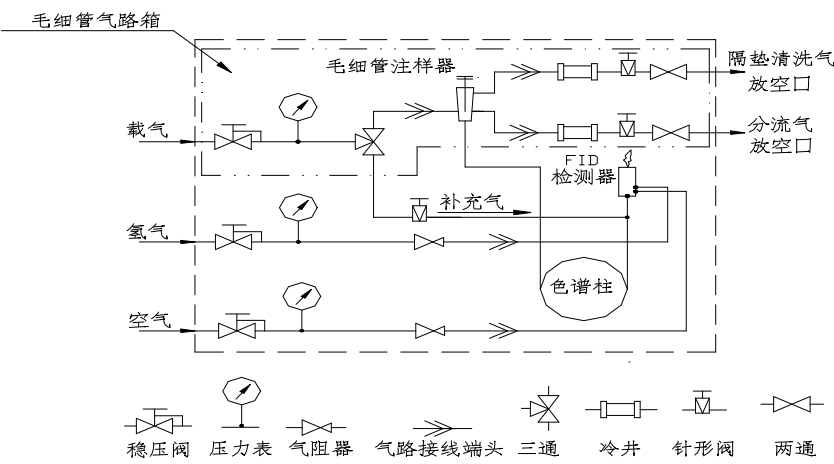 毛细管气路箱
毛细管注样器
隔垫清洗气
放空口
载气
分流气
放空口
FID
检测器
补充气
氢气
色谱柱
空气
稳压阀 压力表 气阻器 气路接线端头 三通 冷井 针形阀 两通